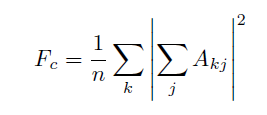 $F_c = \frac{1}{n} \sum_k \left| \sum_j A_{kj} \right|^2$